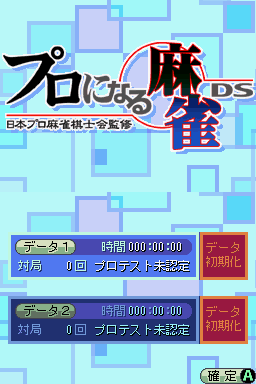 プロになる麻雀DS
日本プロ麻雀棋士会監修
データ1 時間 000:00:00
対局 0回 プロテスト未認定
データ初期化
データ2 時間 000:00:00
対局 0回 プロテスト未認定
データ初期化
確定A